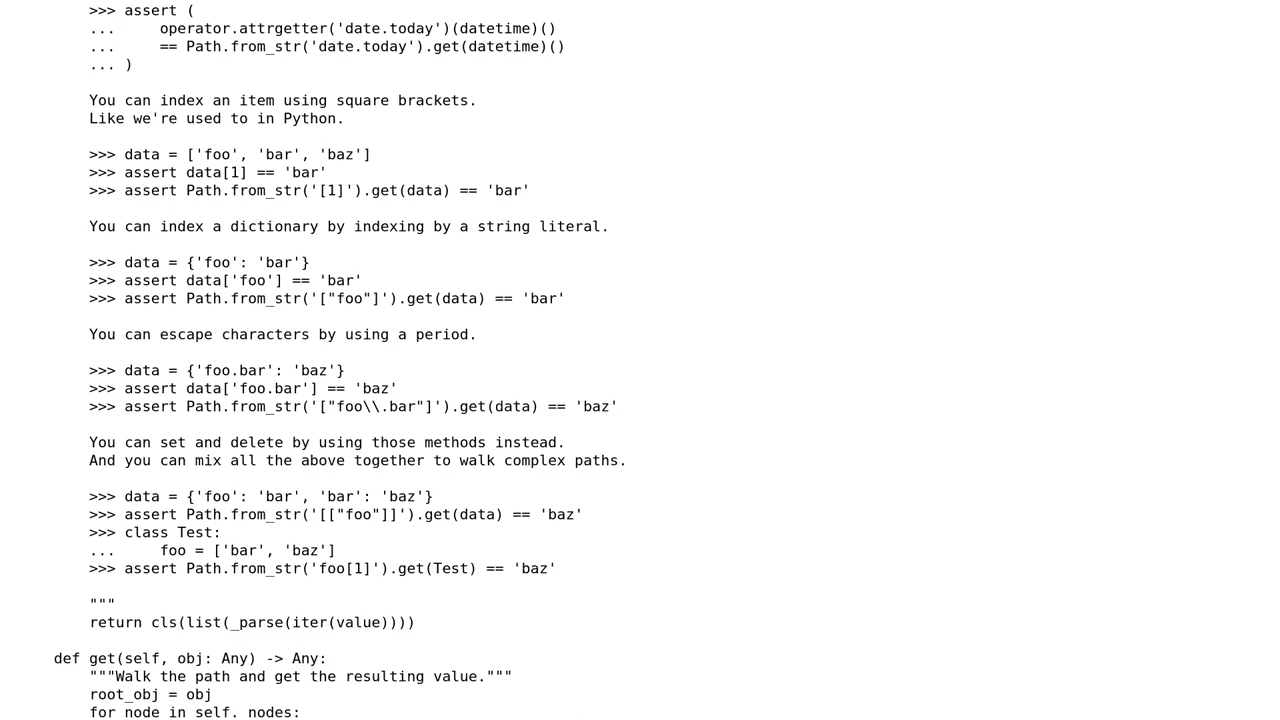 >>> assert (
...     operator.attrgetter('date.today')(datetime)()
...     == Path.from_str('date.today').get(datetime)()
... )

You can index an item using square brackets.
Like we're used to in Python.

>>> data = ['foo', 'bar', 'baz']
>>> assert data[1] == 'bar'
>>> assert Path.from_str('[1]').get(data) == 'bar'

You can index a dictionary by indexing by a string literal.

>>> data = {'foo': 'bar'}
>>> assert data['foo'] == 'bar'
>>> assert Path.from_str('["foo"]').get(data) == 'bar'

You can escape characters by using a period.

>>> data = {'foo.bar': 'baz'}
>>> assert data['foo.bar'] == 'baz'
>>> assert Path.from_str('["foo\\.bar"]').get(data) == 'baz'

You can set and delete by using those methods instead.
And you can mix all the above together to walk complex paths.

>>> data = {'foo': 'bar', 'bar': 'baz'}
>>> assert Path.from_str('[["foo"]]').get(data) == 'baz'
>>> class Test:
...     foo = ['bar', 'baz']
>>> assert Path.from_str('foo[1]').get(Test) == 'baz'

"""
return cls(list(_parse(iter(value))))

def get(self, obj: Any) -> Any:
"""Walk the path and get the resulting value."""
root_obj = obj
for node in self. nodes: